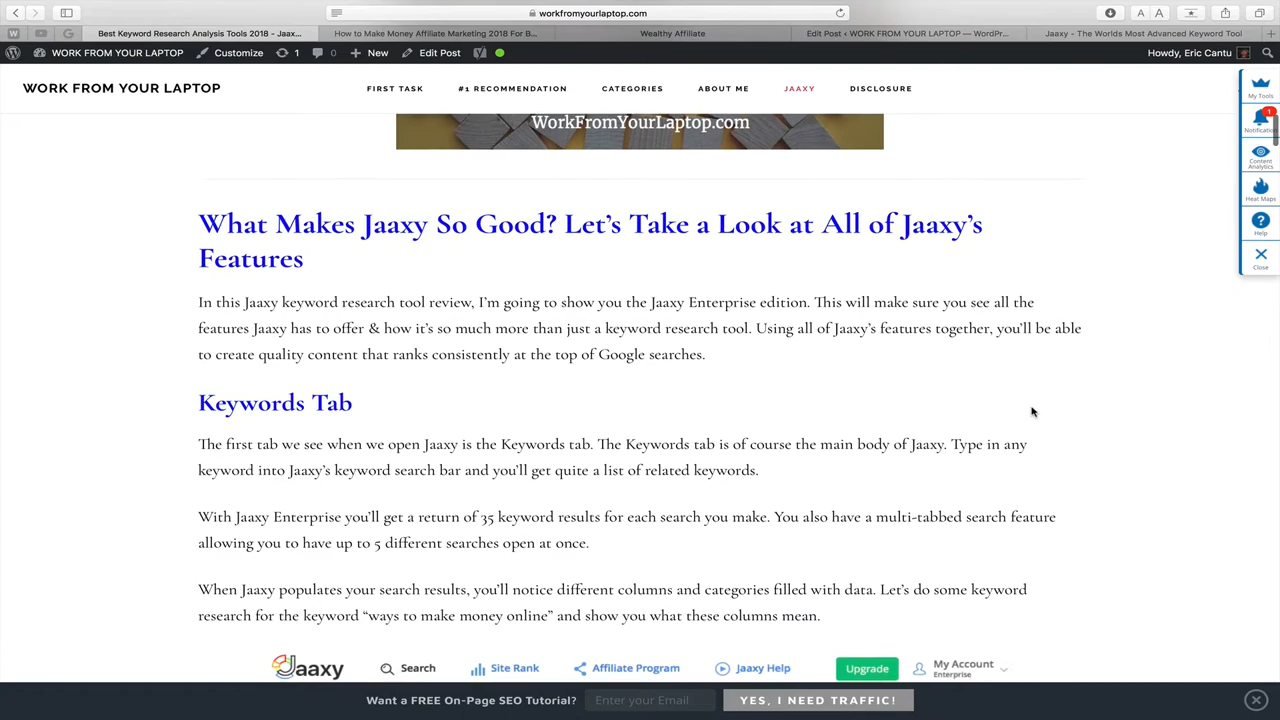 workfromyourlaptop.com
A A
Best Keyword Research Analysis Tools 2018 - Jaax... How to Make Money Affiliate Marketing 2018 For B... Wealthy Affiliate Edit Post ‹ WORK FROM YOUR LAPTOP — WordPr... Jaaxy - The Worlds Most Advanced Keyword Tool
WORK FROM YOUR LAPTOP Customize 1 0 New Edit Post Howdy, Eric Cantu
WORK FROM YOUR LAPTOP FIRST TASK #1 RECOMMENDATION CATEGORIES ABOUT ME JAAXY DISCLOSURE
My Tools
1
Notification
Content
Analytics
Heat Maps
Help
Close
WorkFromYourLaptop.com
What Makes Jaaxy So Good? Let's Take a Look at All of Jaaxy's
Features
In this Jaaxy keyword research tool review, I'm going to show you the Jaaxy Enterprise edition. This will make sure you see all the
features Jaaxy has to offer & how it's so much more than just a keyword research tool. Using all of Jaaxy's features together, you'll be able
to create quality content that ranks consistently at the top of Google searches.
Keywords Tab
The first tab we see when we open Jaaxy is the Keywords tab. The Keywords tab is of course the main body of Jaaxy. Type in any
keyword into Jaaxy's keyword search bar and you'll get quite a list of related keywords.
With Jaaxy Enterprise you'll get a return of 35 keyword results for each search you make. You also have a multi-tabbed search feature
allowing you to have up to 5 different searches open at once.
When Jaaxy populates your search results, you'll notice different columns and categories filled with data. Let's do some keyword
research for the keyword “ways to make money online” and show you what these columns mean.
Jaaxy Search Site Rank Affiliate Program Jaaxy Help Upgrade My Account
Enterprise
Want a FREE On-Page SEO Tutorial? Enter your Email YES, I NEED TRAFFIC!